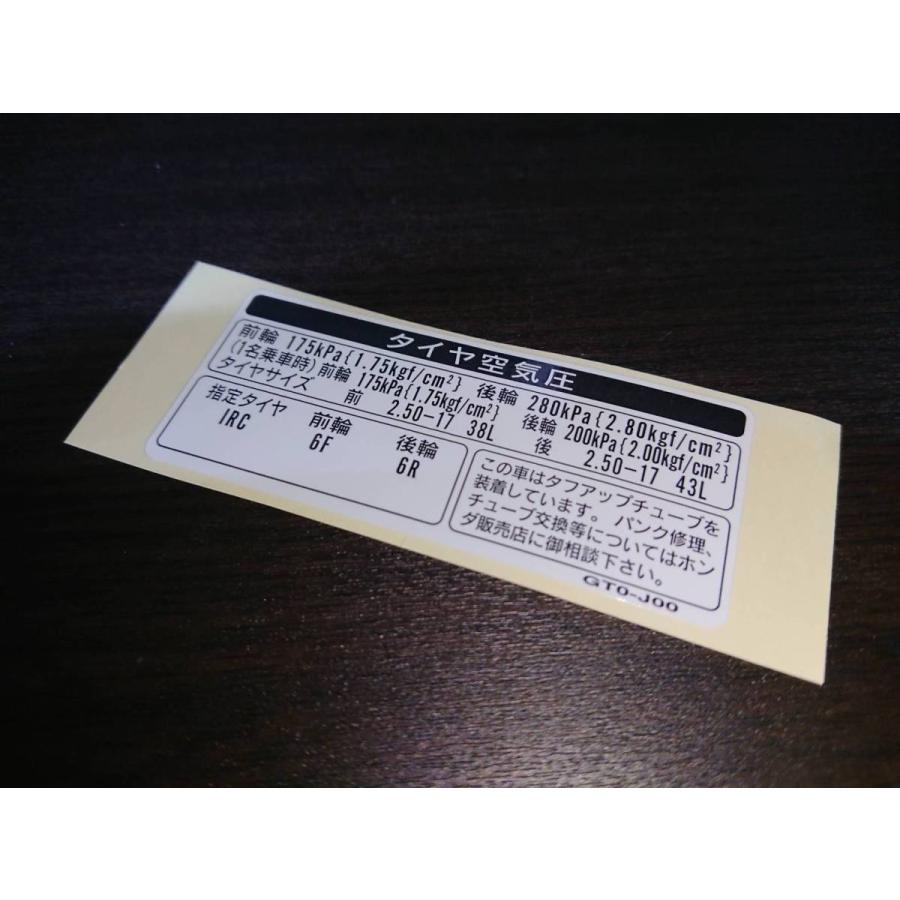 タイヤ空気圧
前輪 175kPa{1.75kgf/cm²} 後輪 280kPa{2.80kgf/cm²}
(1名乗車時) 前輪 175kPa{1.75kgf/cm²} 後輪 200kPa{2.00kgf/cm²}
タイヤサイズ 前 2.50-17 38L 後 2.50-17 43L
指定タイヤ 前輪 後輪
IRC 6F 6R
この車はタフアップチューブを
装着しています。パンク修理、
チューブ交換等についてはホン
ダ販売店に御相談下さい。
GT0-J00